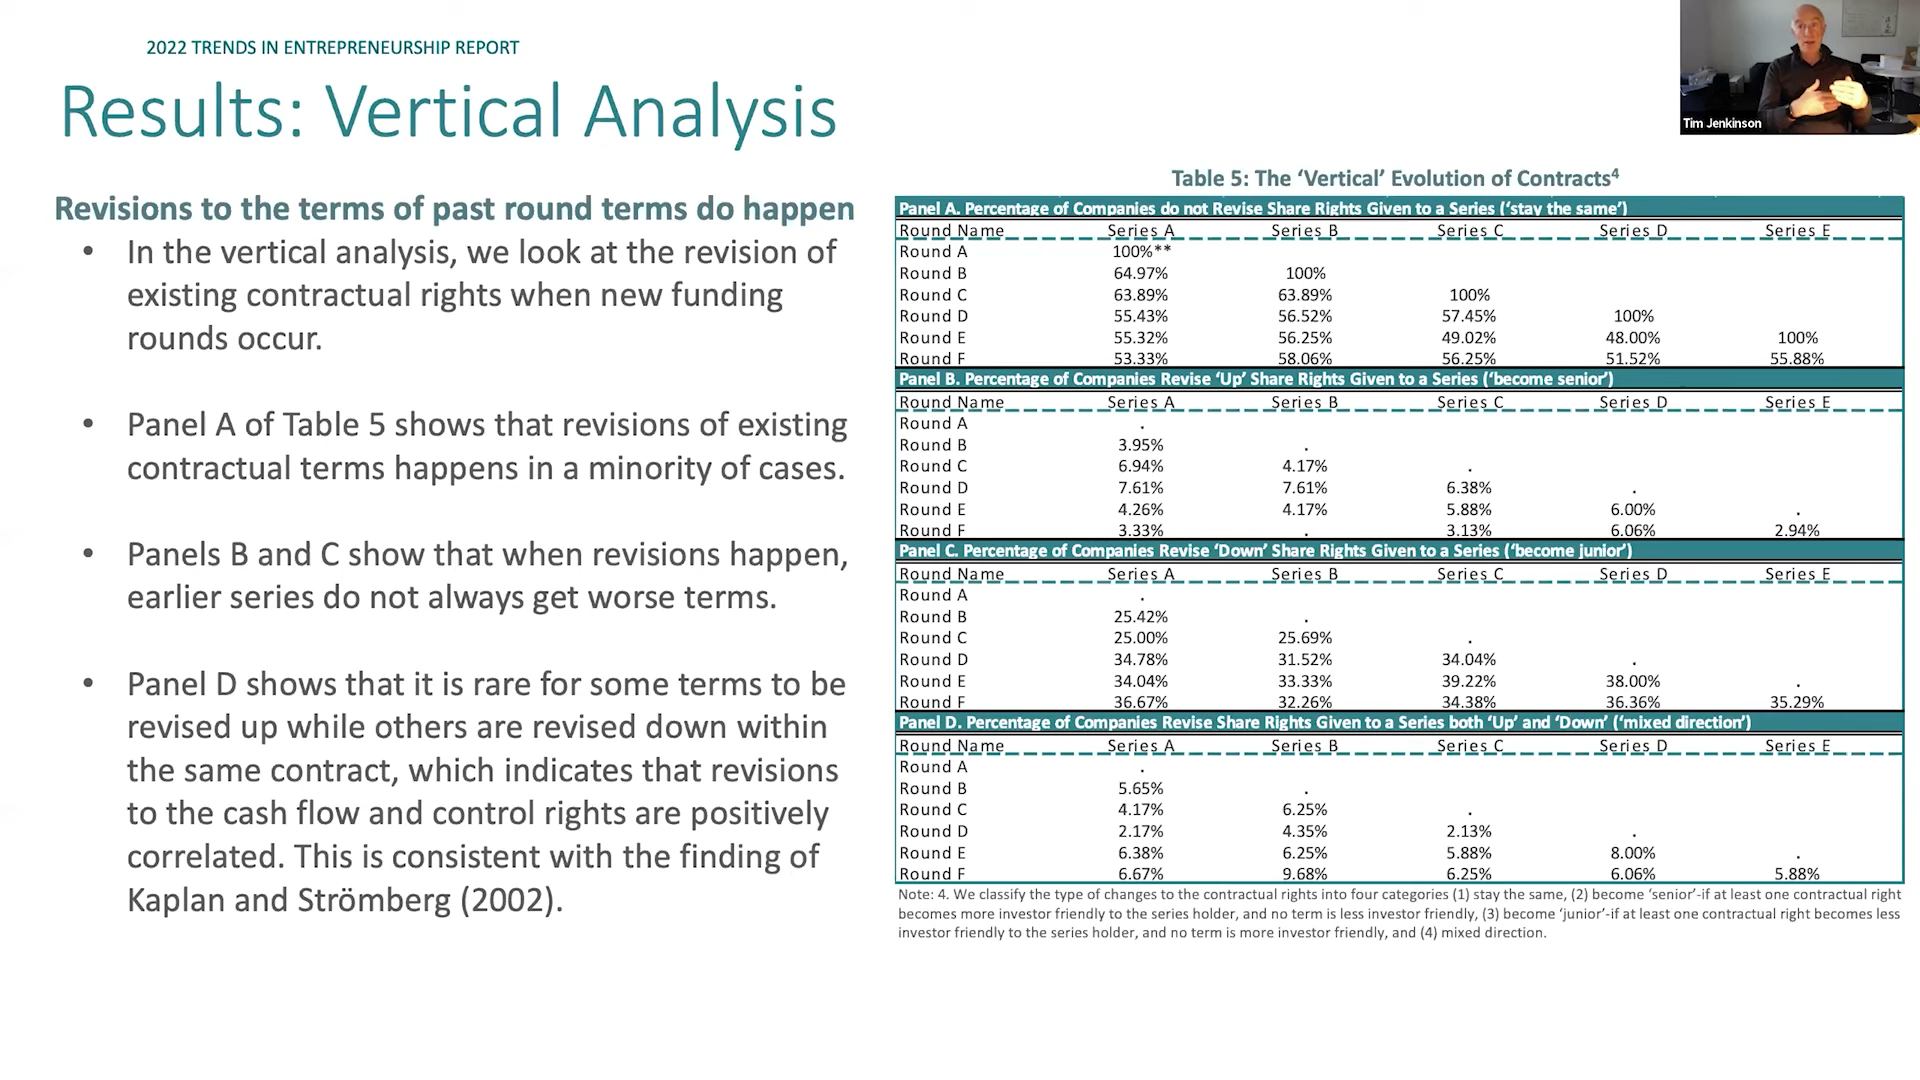 2022 TRENDS IN ENTREPRENEURSHIP REPORT
Results: Vertical Analysis
Tim Jenkinson
Revisions to the terms of past round terms do happen
• In the vertical analysis, we look at the revision of
existing contractual rights when new funding
rounds occur.
• Panel A of Table 5 shows that revisions of existing
contractual terms happens in a minority of cases.
• Panels B and C show that when revisions happen,
earlier series do not always get worse terms.
• Panel D shows that it is rare for some terms to be
revised up while others are revised down within
the same contract, which indicates that revisions
to the cash flow and control rights are positively
correlated. This is consistent with the finding of
Kaplan and Strömberg (2002).
Table 5: The ‘Vertical’ Evolution of Contracts4
Panel A. Percentage of Companies do not Revise Share Rights Given to a Series (‘stay the same’)
Round Name Series A Series B Series C Series D Series E
Round A 100%**
Round B 64.97% 100%
Round C 63.89% 63.89% 100%
Round D 55.43% 56.52% 57.45% 100%
Round E 55.32% 56.25% 49.02% 48.00% 100%
Round F 53.33% 58.06% 56.25% 51.52% 55.88%
Panel B. Percentage of Companies Revise ‘Up’ Share Rights Given to a Series (‘become senior’)
Round Name Series A Series B Series C Series D Series E
Round A .
Round B 3.95% .
Round C 6.94% 4.17% .
Round D 7.61% 7.61% 6.38% .
Round E 4.26% 4.17% 5.88% 6.00% .
Round F 3.33% . 3.13% 6.06% 2.94%
Panel C. Percentage of Companies Revise ‘Down’ Share Rights Given to a Series (‘become junior’)
Round Name Series A Series B Series C Series D Series E
Round A .
Round B 25.42% .
Round C 25.00% 25.69% .
Round D 34.78% 31.52% 34.04% .
Round E 34.04% 33.33% 39.22% 38.00% .
Round F 36.67% 32.26% 34.38% 36.36% 35.29%
Panel D. Percentage of Companies Revise Share Rights Given to a Series both ‘Up’ and ‘Down’ (‘mixed direction’)
Round Name Series A Series B Series C Series D Series E
Round A .
Round B 5.65% .
Round C 4.17% 6.25% .
Round D 2.17% 4.35% 2.13% .
Round E 6.38% 6.25% 5.88% 8.00% .
Round F 6.67% 9.68% 6.25% 6.06% 5.88%
Note: 4. We classify the type of changes to the contractual rights into four categories (1) stay the same, (2) become ‘senior’-if at least one contractual right
becomes more investor friendly to the series holder, and no term is less investor friendly, (3) become ‘junior’-if at least one contractual right becomes less
investor friendly to the series holder, and no term is more investor friendly, and (4) mixed direction.